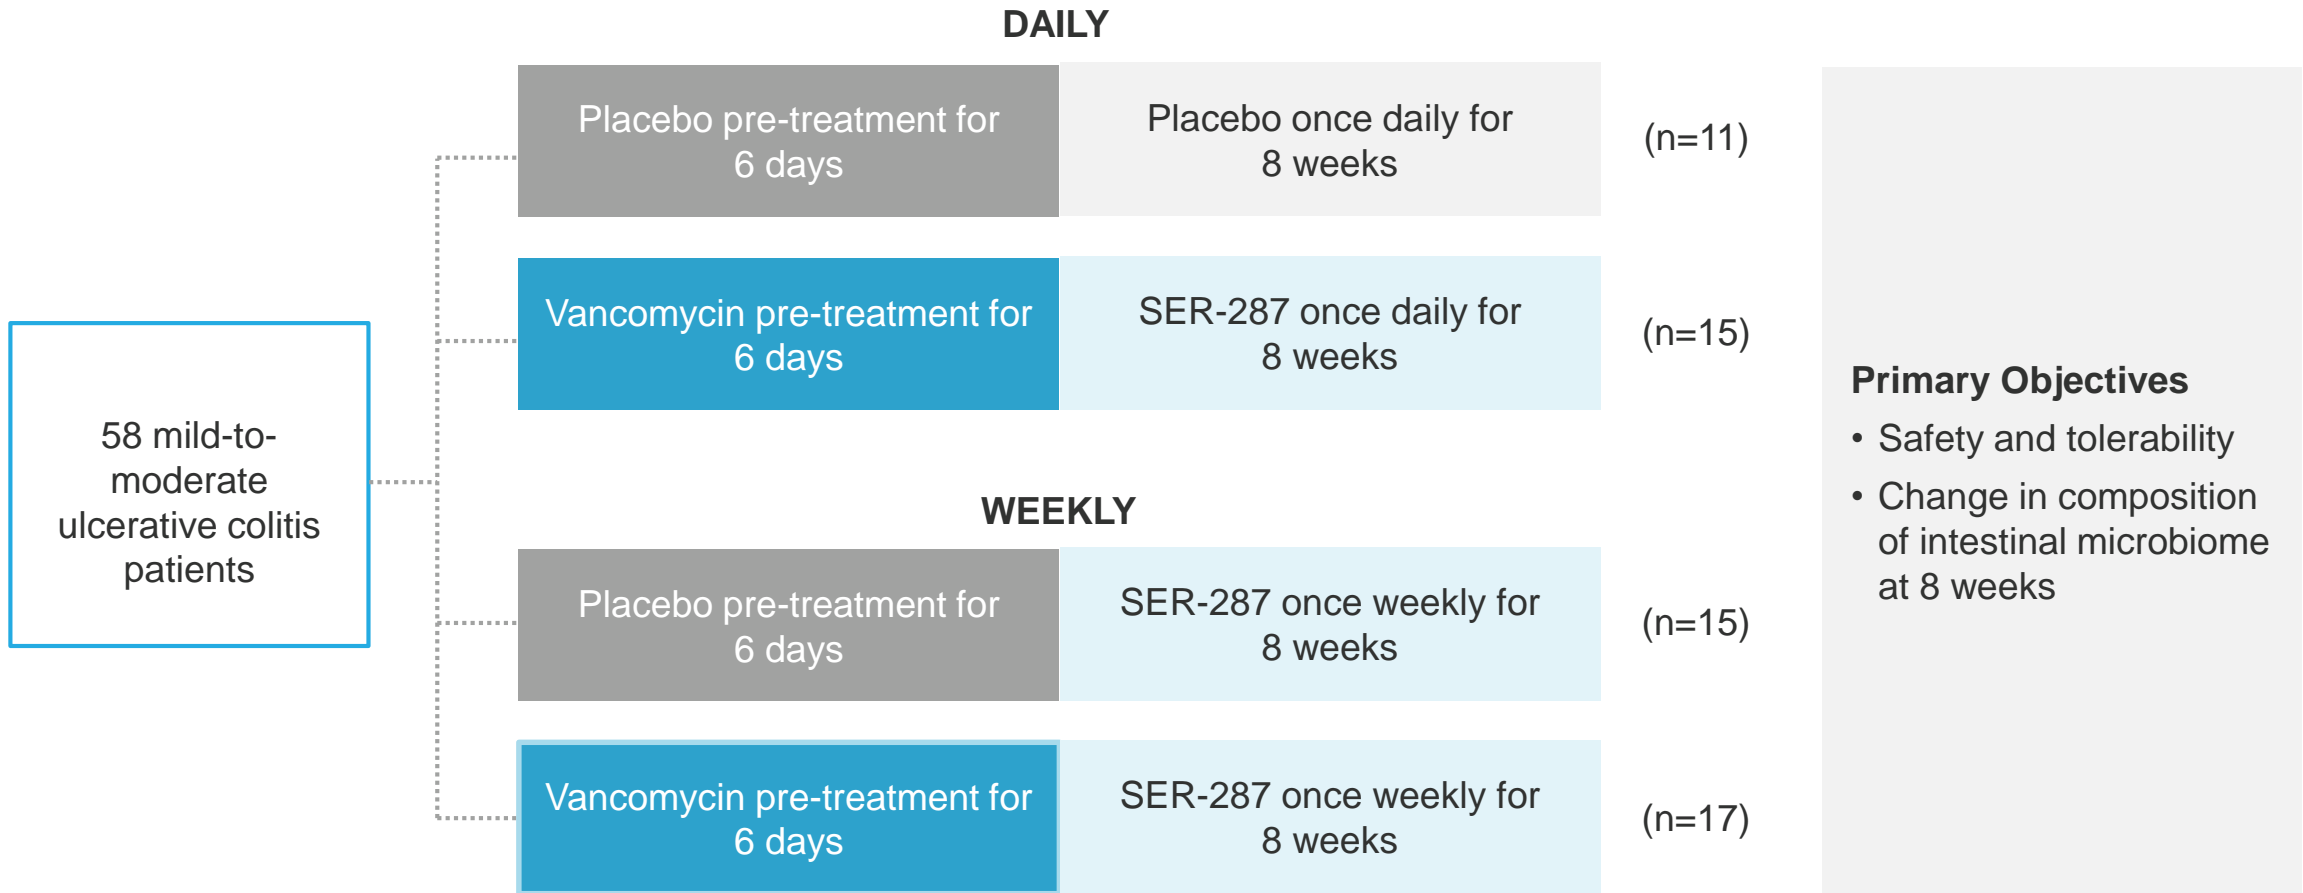 DAILY
Placebo pre-treatment for
6 days
Placebo once daily for
8 weeks
(n=11)
Vancomycin pre-treatment for
6 days
SER-287 once daily for
8 weeks
(n=15)
58 mild-to-
moderate
ulcerative colitis
patients
WEEKLY
Placebo pre-treatment for
6 days
SER-287 once weekly for
8 weeks
(n=15)
Vancomycin pre-treatment for
6 days
SER-287 once weekly for
8 weeks
(n=17)
Primary Objectives
• Safety and tolerability
• Change in composition
of intestinal microbiome
at 8 weeks